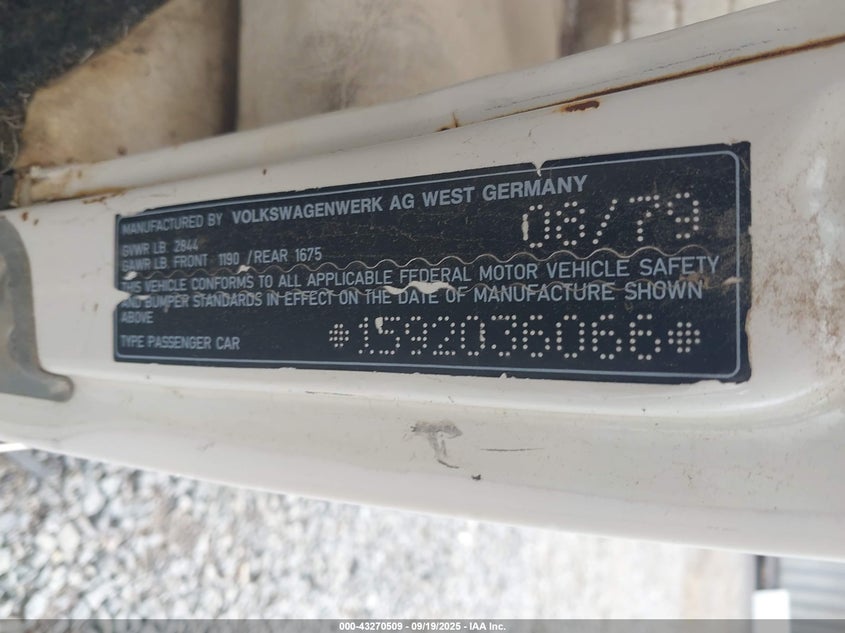 MANUFACTURED BY VOLKSWAGENWERK AG WEST GERMANY
GVWR LB 2844 08/79
GAWR LB FRONT 1190 /REAR 1675
THIS VEHICLE CONFORMS TO ALL APPLICABLE FEDERAL MOTOR VEHICLE SAFETY
AND BUMPER STANDARDS IN EFFECT ON THE DATE OF MANUFACTURE SHOWN
ABOVE
TYPE PASSENGER CAR *1592036066*
000-43270509 - 09/19/2025 - IAA Inc.